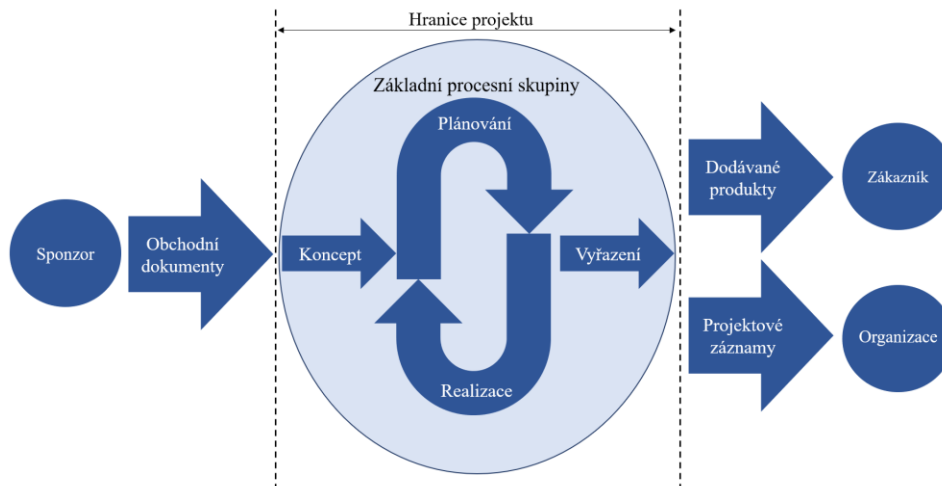 Hranice projektu
Základní procesní skupiny
Plánování
Sponzor
Obchodní
dokumenty
Koncept
Vyřazení
Realizace
Dodávané
produkty
Zákazník
Projektové
záznamy
Organizace